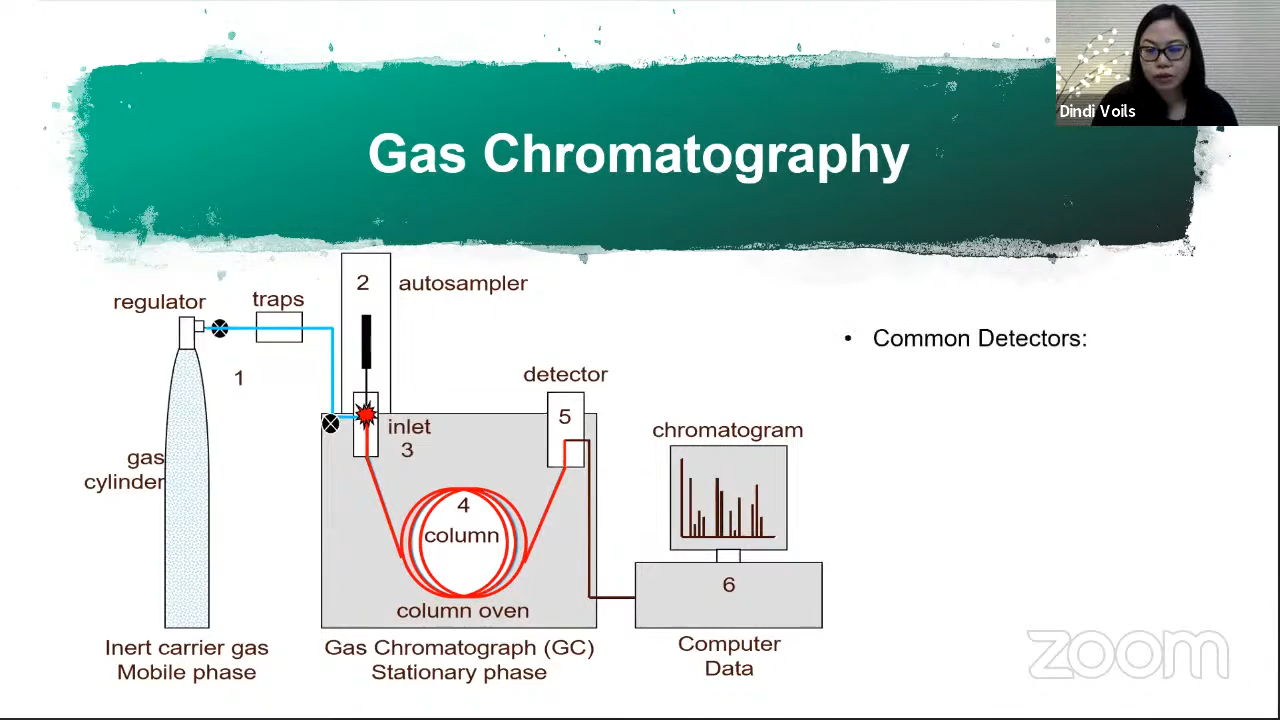 Dindi Voils
Gas Chromatography
2
autosampler
regulator
traps
• Common Detectors:
1
detector
5
inlet
3
chromatogram
gas
cylinder
4
column
6
column oven
Inert carrier gas
Mobile phase
Gas Chromatograph (GC)
Stationary phase
Computer
Data
zoom